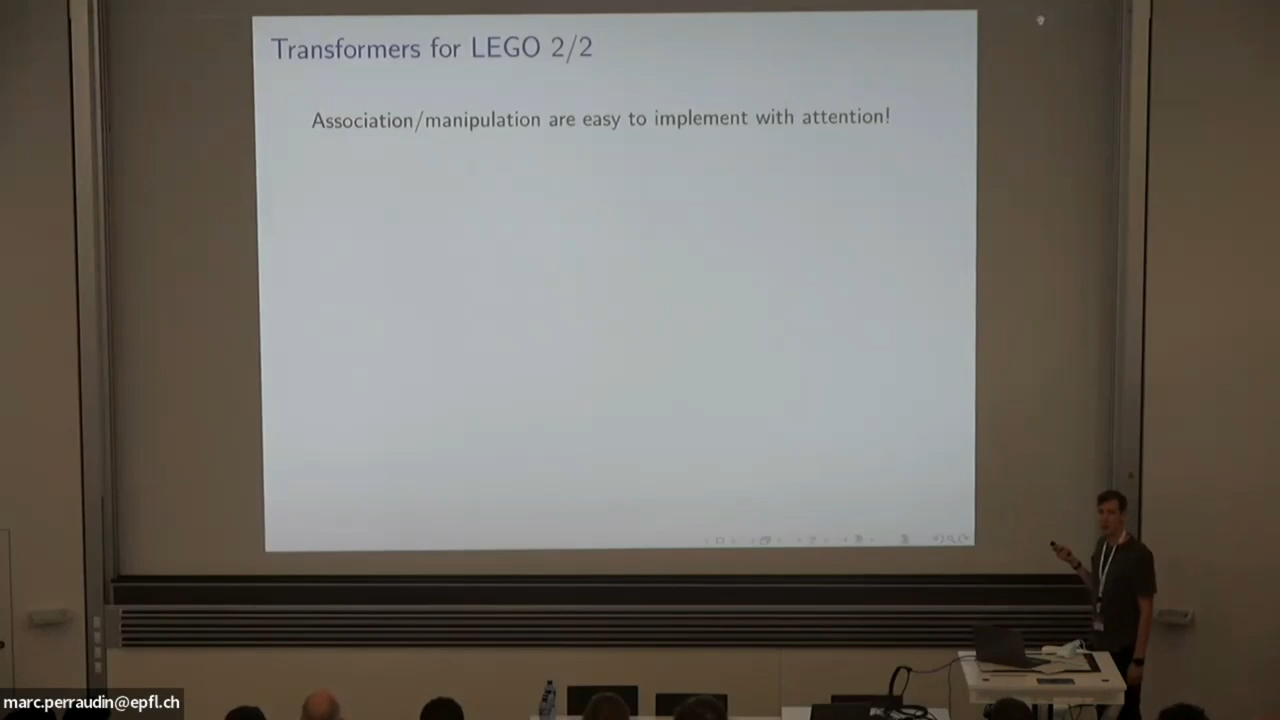 Transformers for LEGO 2/2
Association/manipulation are easy to implement with attention!
marc.perraudin@epfl.ch